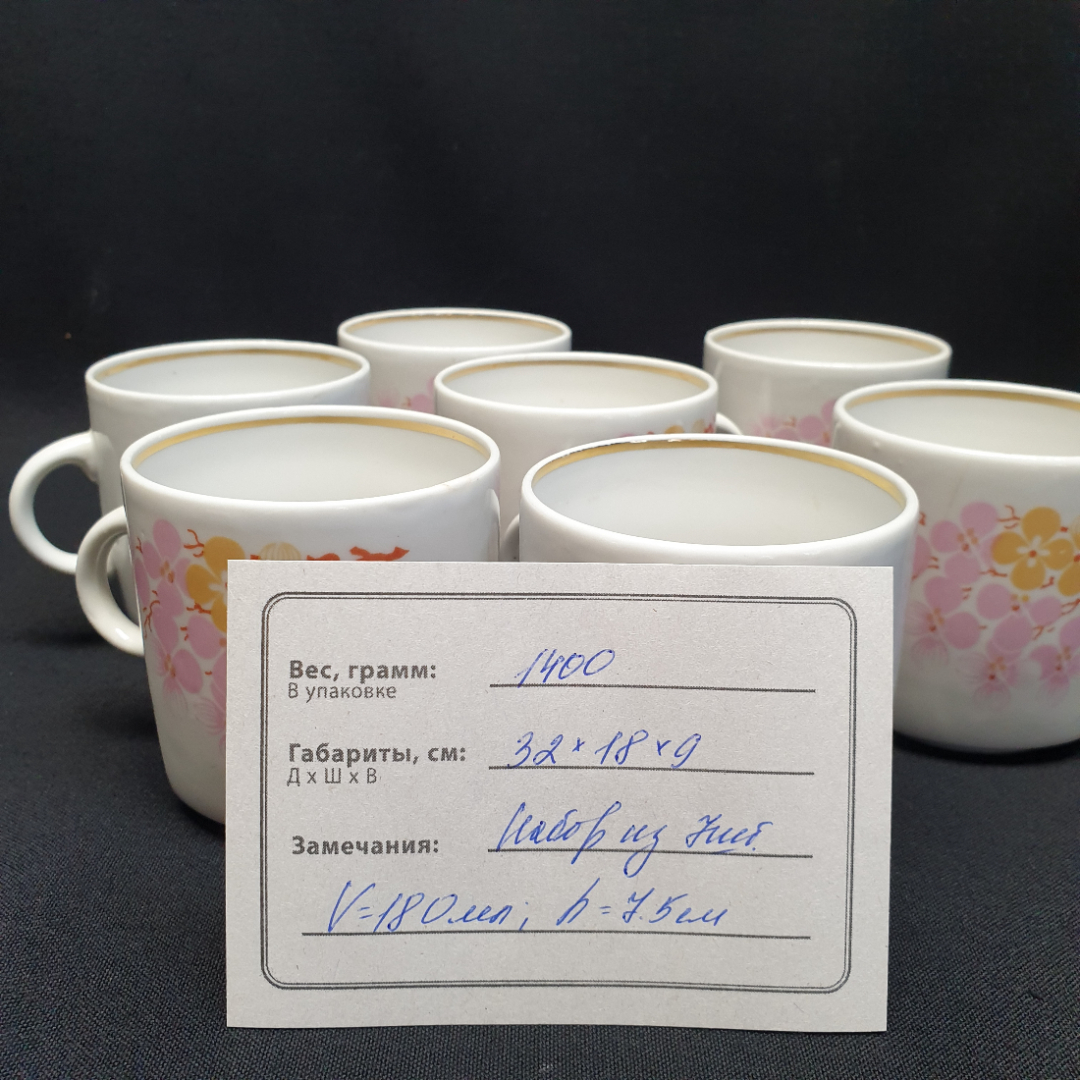 Вес, грамм: 1400
В упаковке
Габариты, см: 32 x 18 x 9
Д x Ш x В
Замечания: Набор из 7шт.
V=180мл; h=7.5см